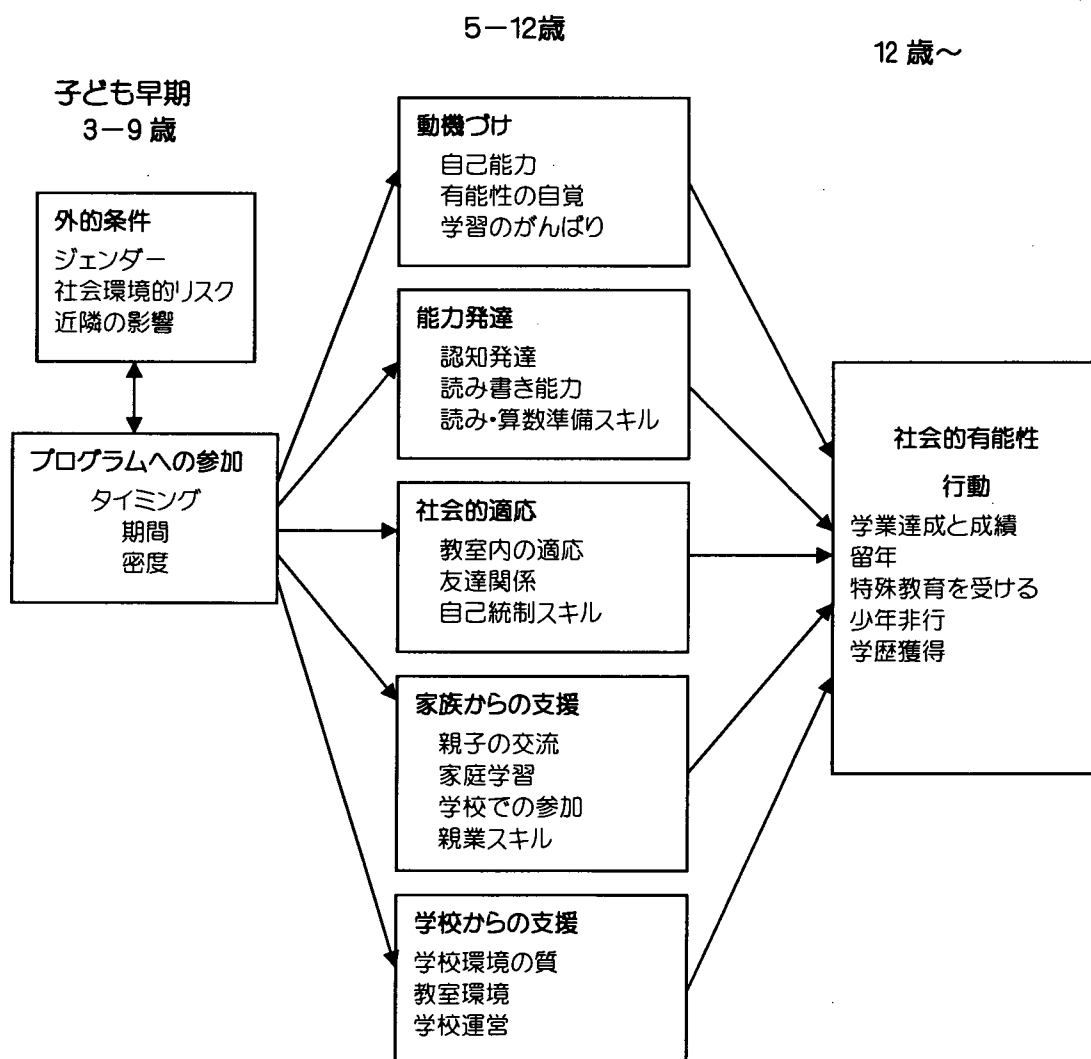 5－12歳
12歳～
子ども早期
3－9歳
外的条件
ジェンダー
社会環境的リスク
近隣の影響
プログラムへの参加
タイミング
期間
密度
動機づけ
自己能力
有能性の自覚
学習のがんばり
能力発達
認知発達
読み書き能力
読み・算数準備スキル
社会的適応
教室内の適応
友達関係
自己統制スキル
家族からの支援
親子の交流
家庭学習
学校での参加
親業スキル
学校からの支援
学校環境の質
教室環境
学校運営
社会的有能性
行動
学業達成と成績
留年
特殊教育を受ける
少年非行
学歴獲得